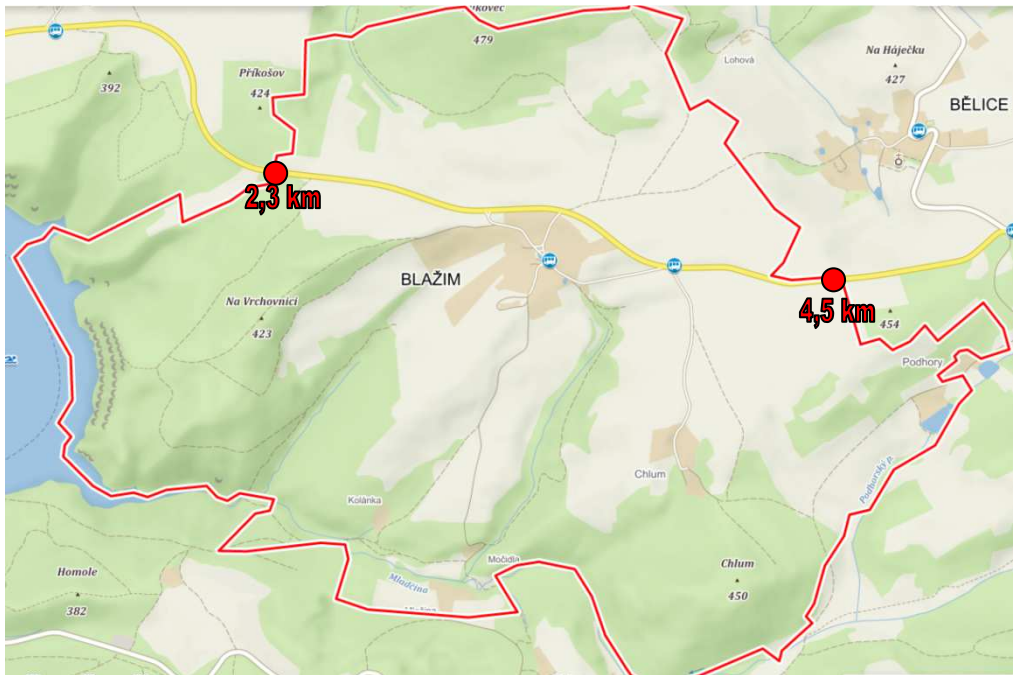 479
Příkošov
424
392
Lohová
Na Háječku
427
BĚLICE
2,3 km
BLAŽIM
Na Vrchovnici
423
4,5 km
454
Podhory
Chlum
Kolánka
Močidla
Mladčina
Homole
382
Chlum
450